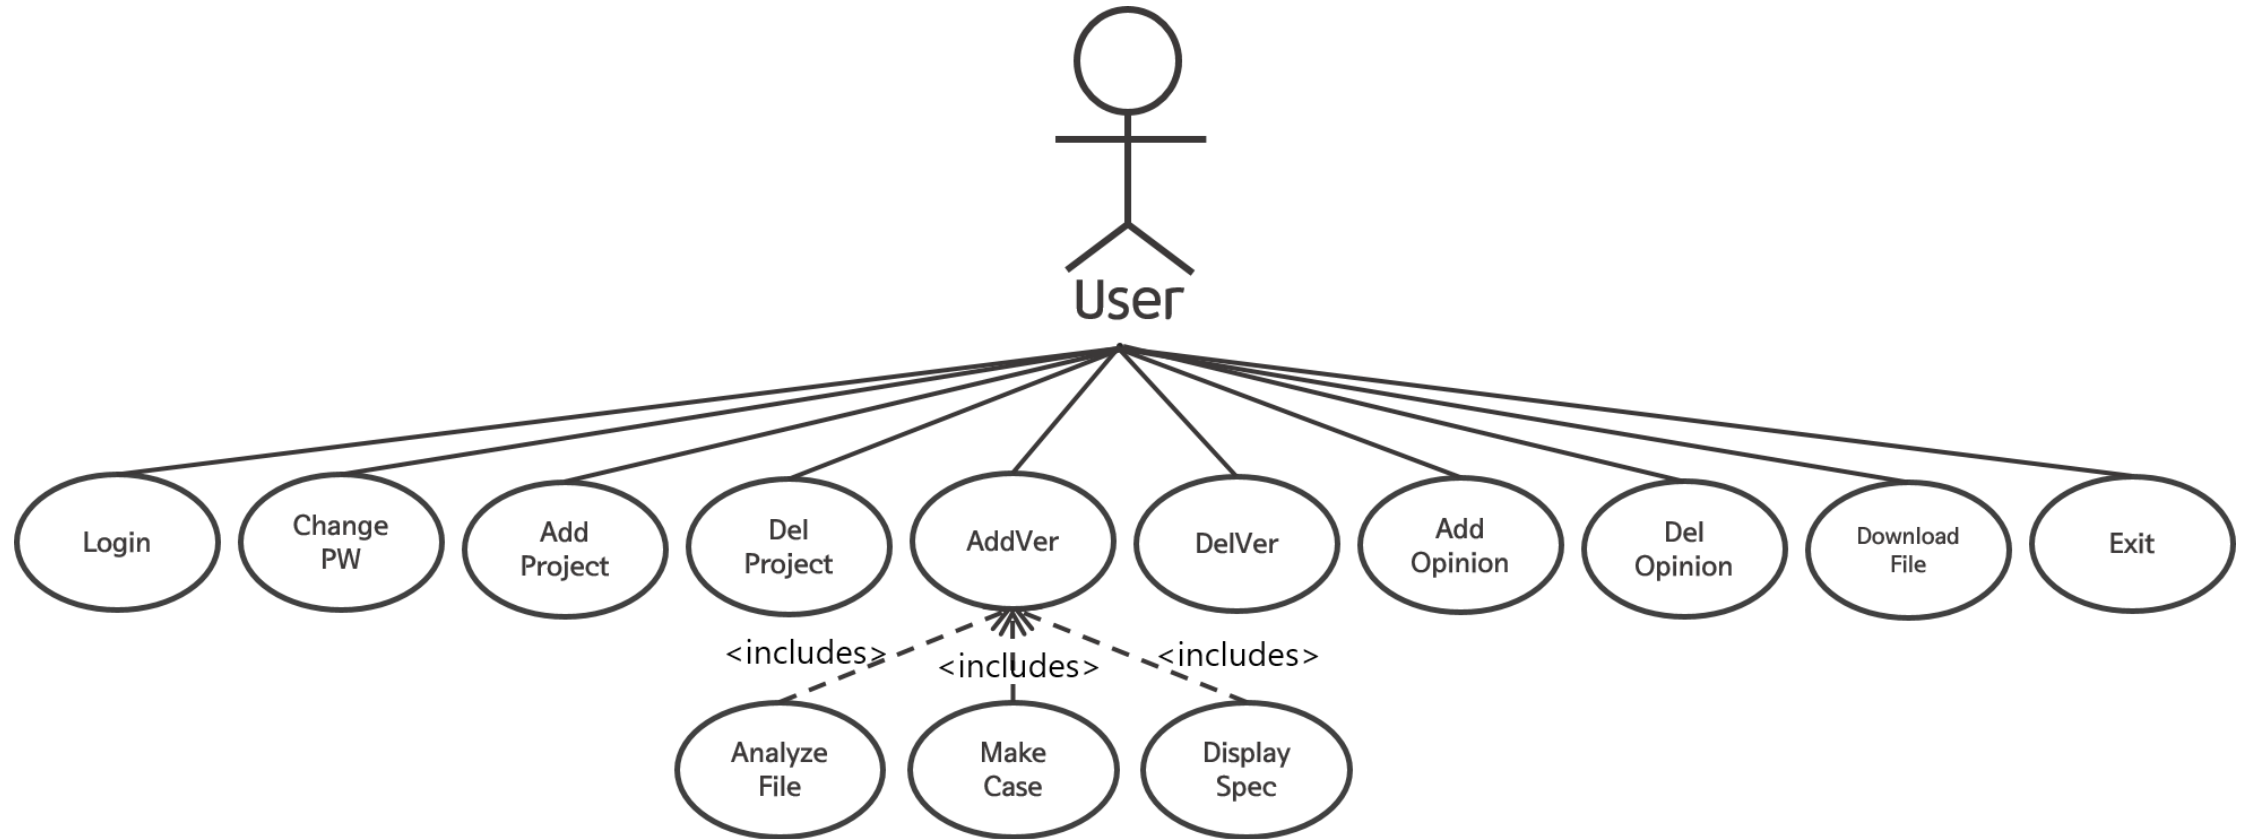 User
Login
Change
PW
Add
Project
Del
Project
AddVer
DelVer
Add
Opinion
Del
Opinion
Download
File
Exit
<includes>
<includes>
<includes>
Analyze
File
Make
Case
Display
Spec